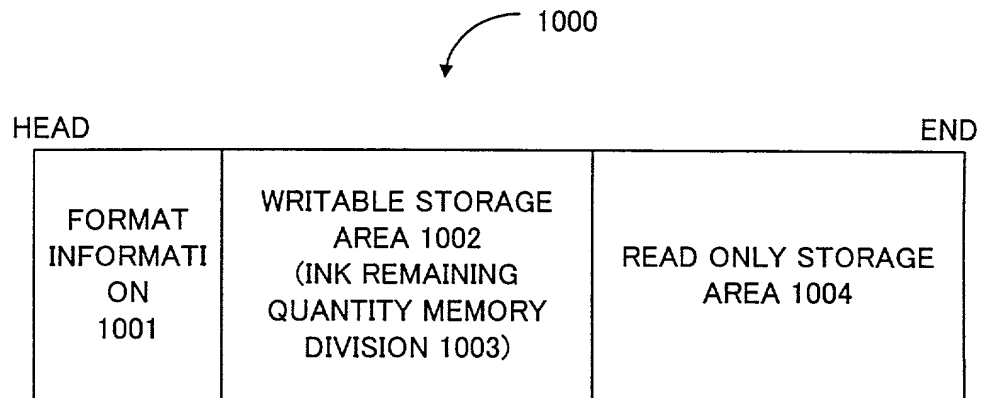 1000
HEAD
END
FORMAT
INFORMATI
ON
1001
WRITABLE STORAGE
AREA 1002
(INK REMAINING
QUANTITY MEMORY
DIVISION 1003)
READ ONLY STORAGE
AREA 1004